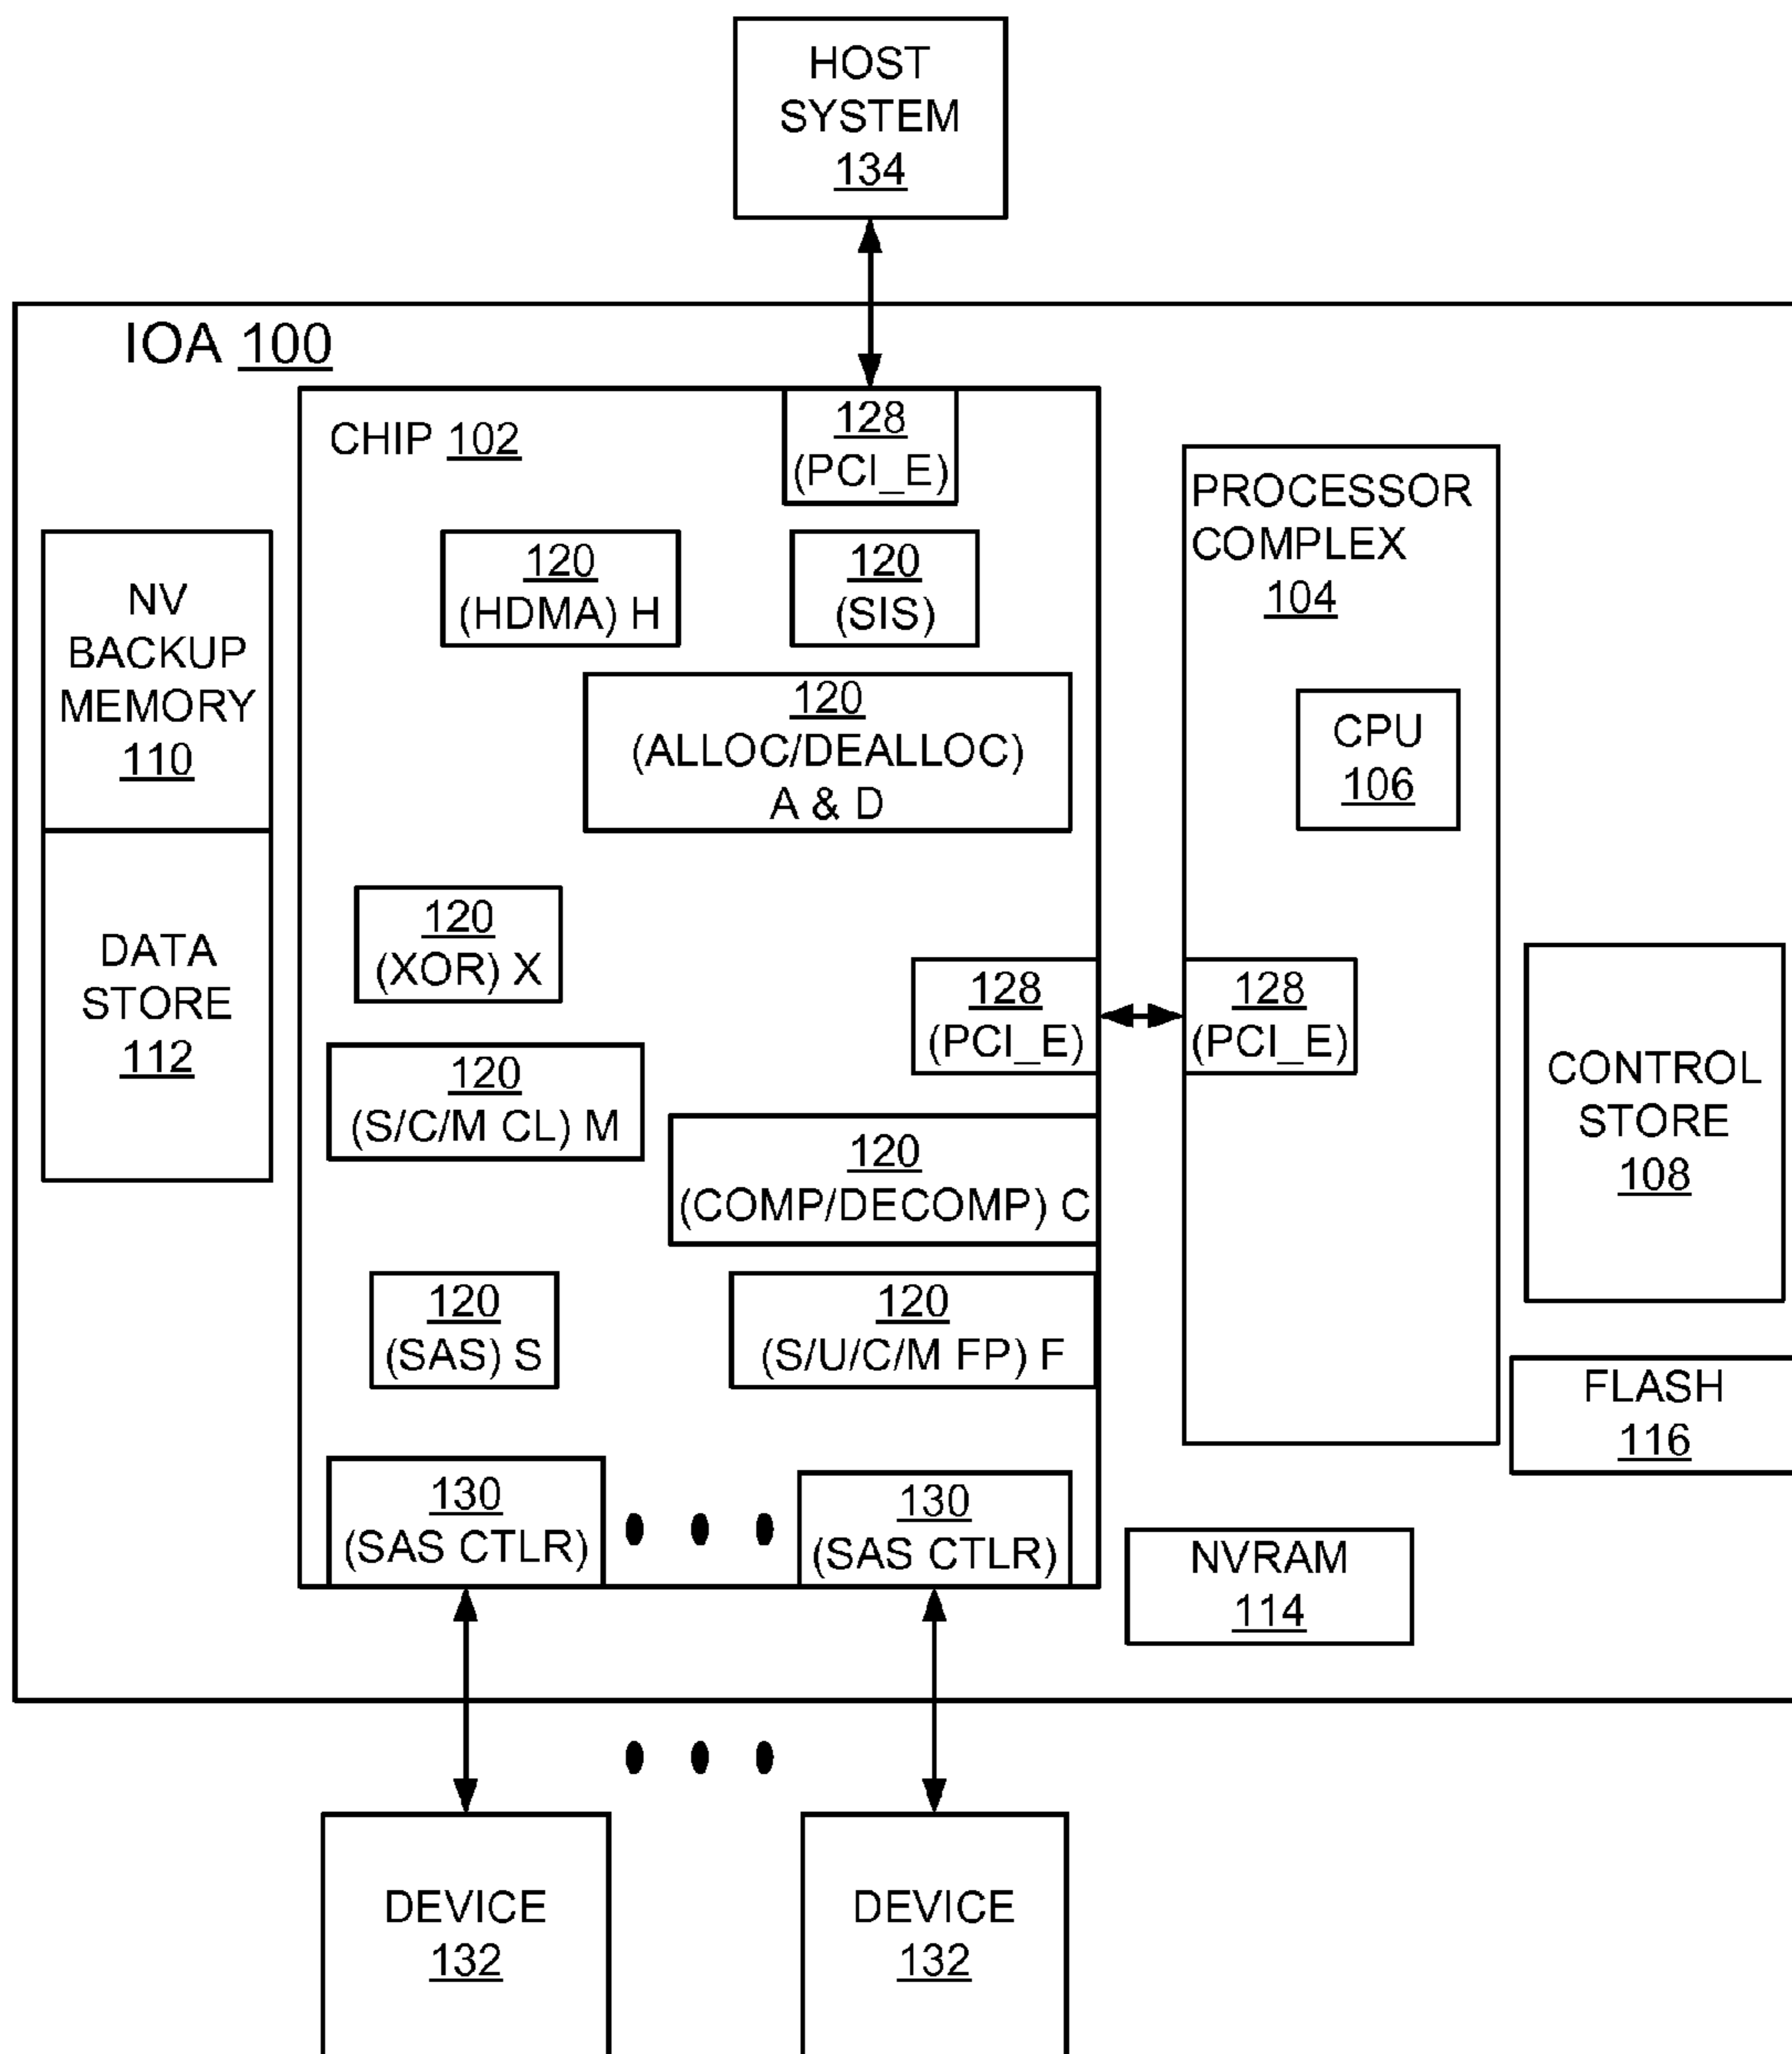 HOST
SYSTEM
134
IOA 100
CHIP 102
128
(PCI_E)
PROCESSOR
COMPLEX
104
120
(HDMA) H
120
(SIS)
NV
BACKUP
MEMORY
110
120
(ALLOC/DEALLOC)
A & D
CPU
106
DATA
STORE
112
120
(XOR) X
128
(PCI_E)
128
(PCI_E)
CONTROL
STORE
108
120
(S/C/M CL) M
120
(COMP/DECOMP) C
120
(SAS) S
120
(S/U/C/M FP) F
FLASH
116
130
(SAS CTLR)
130
(SAS CTLR)
NVRAM
114
DEVICE
132
DEVICE
132